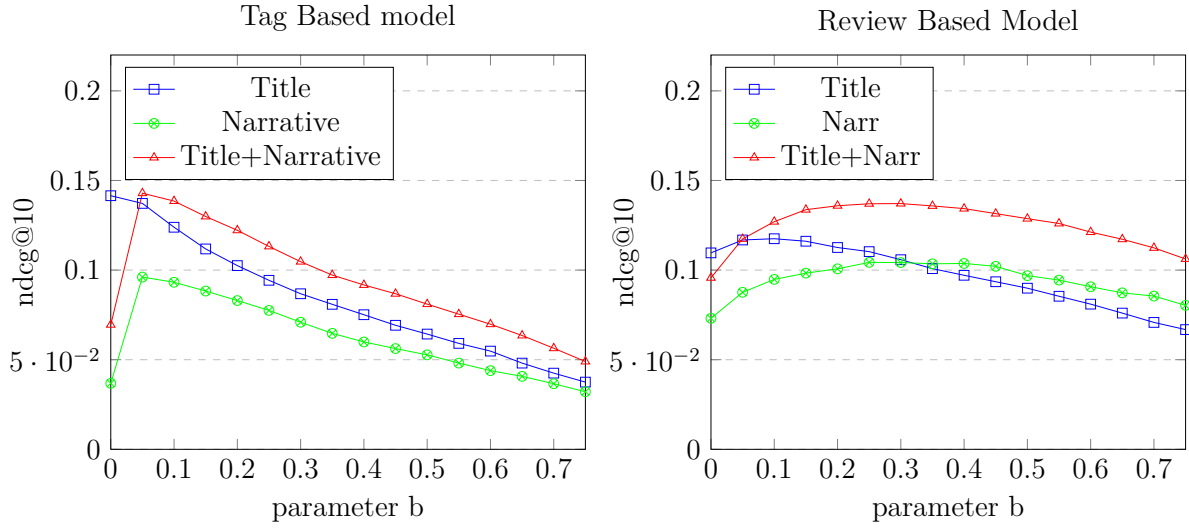 Tag Based model
0.2
0.15
0.1
5 · 10⁻²
0
ndcg@10
Title
Narrative
Title+Narrative
0 0.1 0.2 0.3 0.4 0.5 0.6 0.7
parameter b
Review Based Model
0.2
0.15
0.1
5 · 10⁻²
0
ndcg@10
Title
Narr
Title+Narr
0 0.1 0.2 0.3 0.4 0.5 0.6 0.7
parameter b